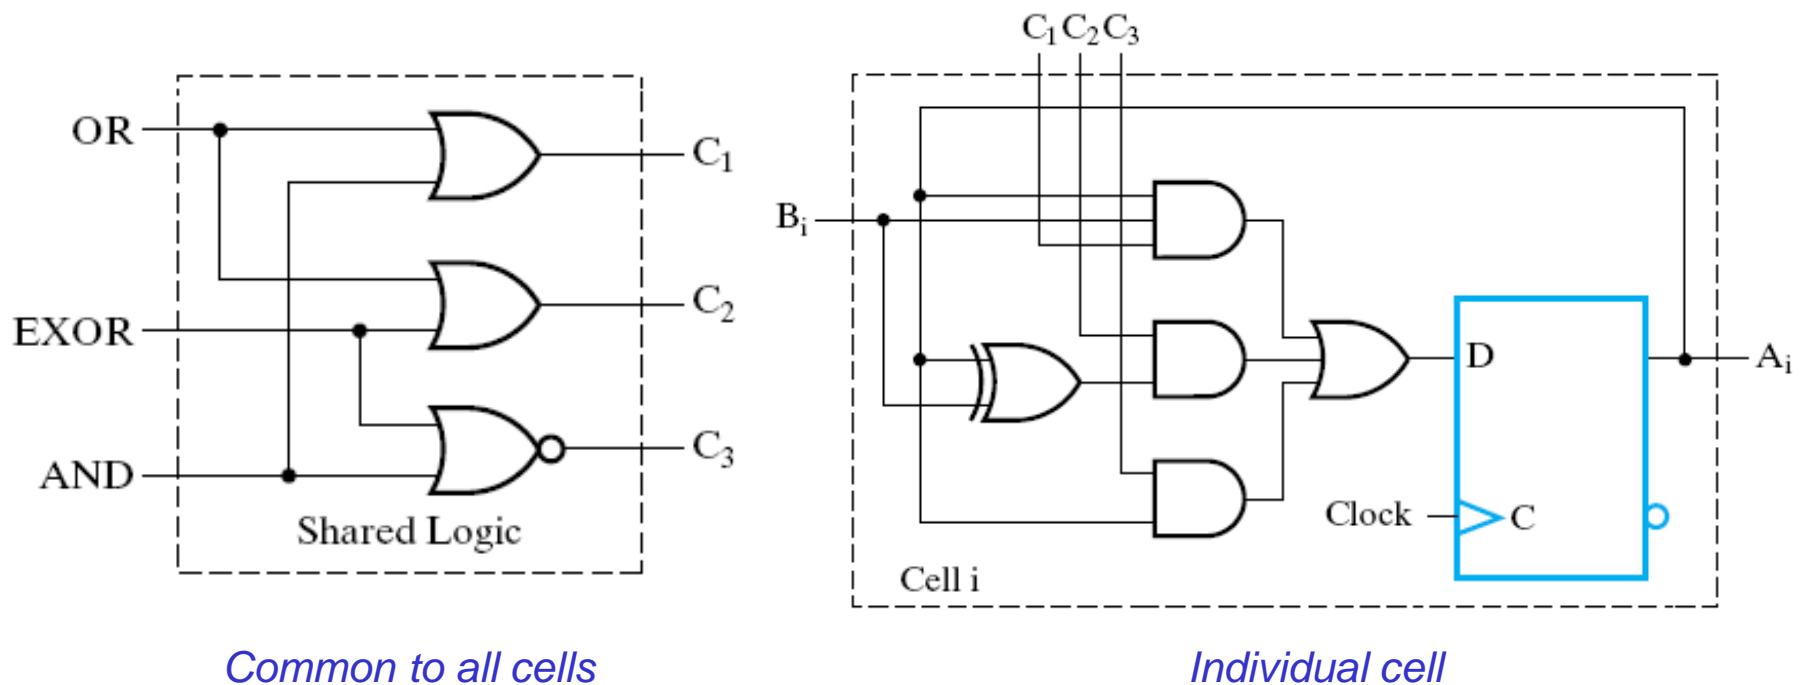 C₁ C₂ C₃
OR
C₁
Bᵢ
EXOR
C₂
D
Aᵢ
AND
C₃
Shared Logic
Clock
C
Cell i
Common to all cells
Individual cell